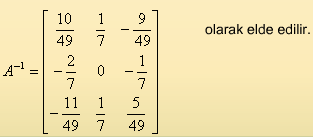 10/49 1/7 -9/49 olarak elde edilir.
A⁻¹ = -2/7 0 -1/7
-11/49 1/7 5/49